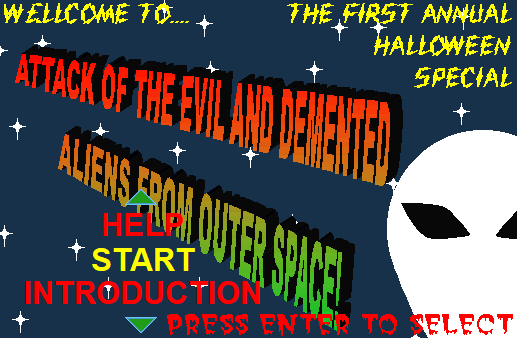 WELLCOME TO....
THE FIRST ANNUAL
HALLOWEEN
SPECIAL
ATTACK OF THE EVIL AND DEMENTED
ALIENS FROM OUTER SPACE!
HELP
START
INTRODUCTION
PRESS ENTER TO SELECT